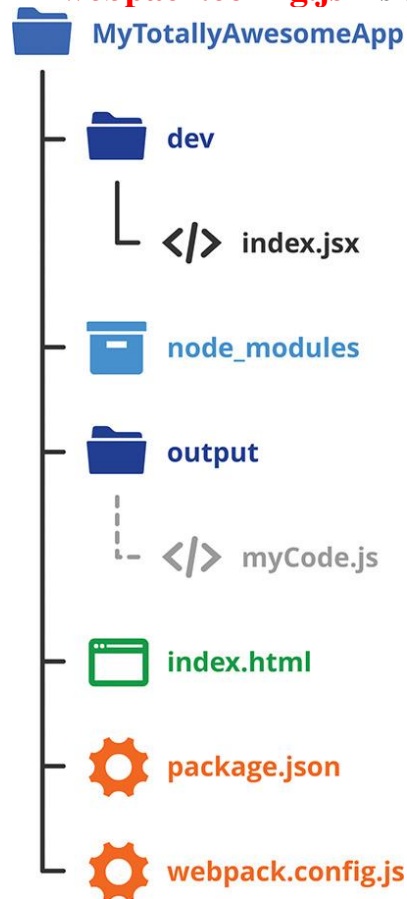 MyTotallyAwesomeApp
dev
</> index.jsx
node_modules
output
</> myCode.js
index.html
package.json
webpack.config.js